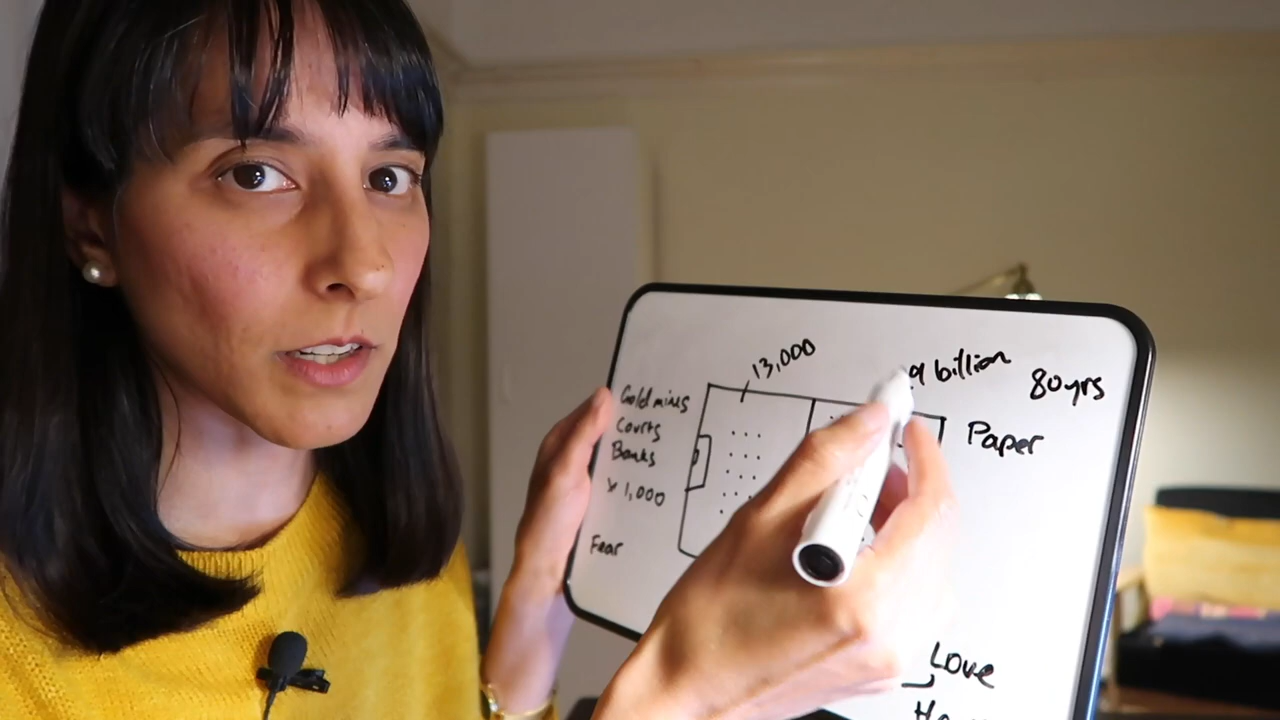 13,000
9 billion
80yrs
Gold mines
Courts
Banks
x 1,000
Paper
Fear
Love